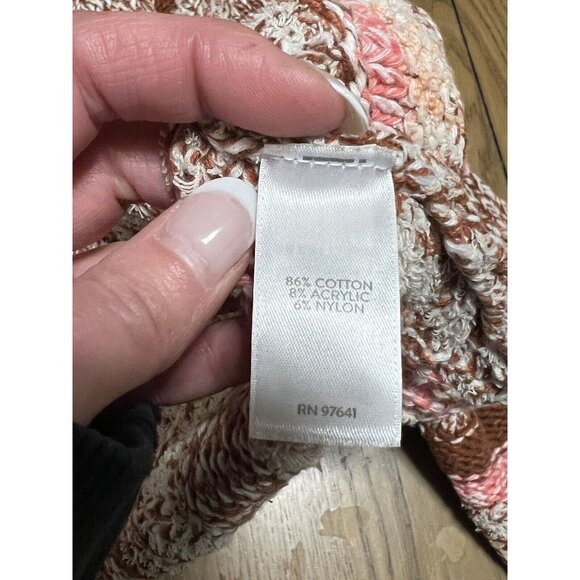 86% COTTON
8% ACRYLIC
6% NYLON
RN 97641